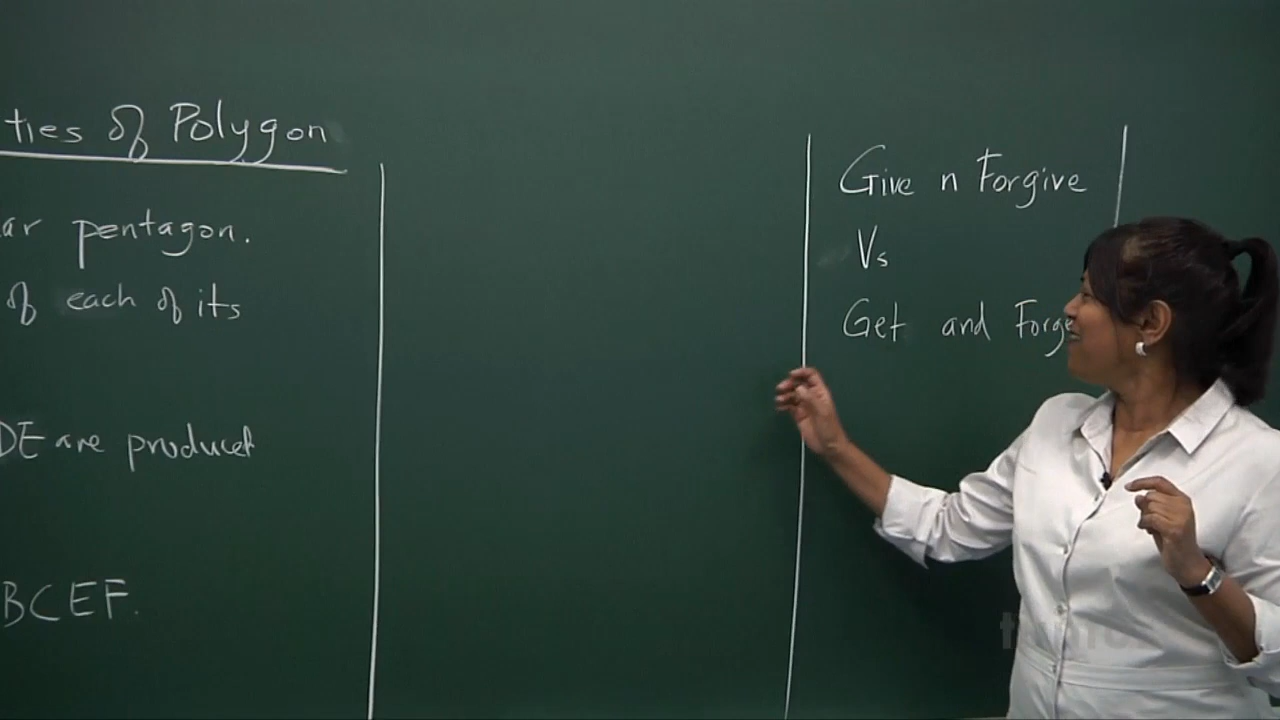 ties of Polygon
ar pentagon.
of each of its
DE are produced
BCEF.
Give n Forgive
Vs
Get and Forge